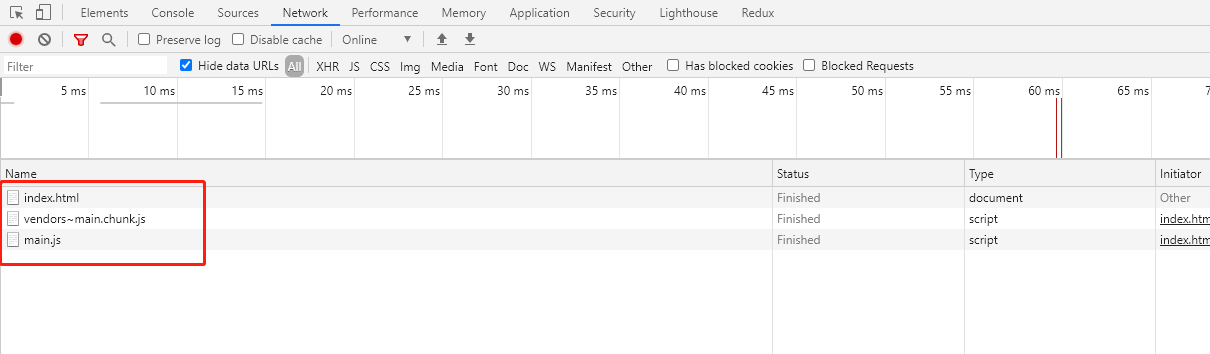 Elements Console Sources Network Performance Memory Application Security Lighthouse Redux
Preserve log Disable cache Online ▼
Filter Hide data URLs All XHR JS CSS Img Media Font Doc WS Manifest Other Has blocked cookies Blocked Requests
5 ms 10 ms 15 ms 20 ms 25 ms 30 ms 35 ms 40 ms 45 ms 50 ms 55 ms 60 ms 65 ms 7
Name Status Type Initiator
index.html Finished document Other
vendors~main.chunk.js Finished script index.htm
main.js Finished script index.htm